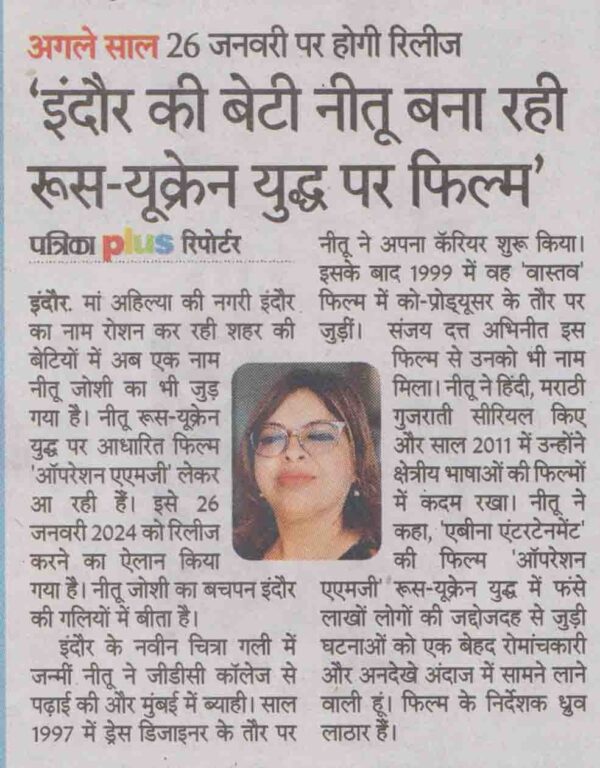 अगले साल 26 जनवरी पर होगी रिलीज
‘इंदौर की बेटी नीतू बना रही
रूस-यूक्रेन युद्ध पर फिल्म’
पत्रिका plus रिपोर्टर
इंदौर. मां अहिल्या की नगरी इंदौर
का नाम रोशन कर रही शहर की
बेटियों में अब एक नाम
नीतू जोशी का भी जुड़
गया है। नीतू रूस-यूक्रेन
युद्ध पर आधारित फिल्म
'ऑपरेशन एएमजी' लेकर
आ रही हैं। इसे 26
जनवरी 2024 को रिलीज
करने का ऐलान किया
गया है। नीतू जोशी का बचपन इंदौर
की गलियों में बीता है।
इंदौर के नवीन चित्रा गली में
जन्मीं नीतू ने जीडीसी कॉलेज से
पढ़ाई की और मुंबई में ब्याही। साल
1997 में ड्रेस डिजाइनर के तौर पर
नीतू ने अपना कॅरियर शुरू किया।
इसके बाद 1999 में वह 'वास्तव'
फिल्म में को-प्रोड्यूसर के तौर पर
जुड़ीं। संजय दत्त अभिनीत इस
फिल्म से उनको भी नाम
मिला। नीतू ने हिंदी, मराठी
गुजराती सीरियल किए
और साल 2011 में उन्होंने
क्षेत्रीय भाषाओं की फिल्मों
में कदम रखा। नीतू ने
कहा, 'एबीना एंटरटेनमेंट'
की फिल्म 'ऑपरेशन
एएमजी' रूस-यूक्रेन युद्ध में फंसे
लाखों लोगों की जद्दोजदह से जुड़ी
घटनाओं को एक बेहद रोमांचकारी
और अनदेखे अंदाज में सामने लाने
वाली हूं। फिल्म के निर्देशक ध्रुव
लाठार हैं।